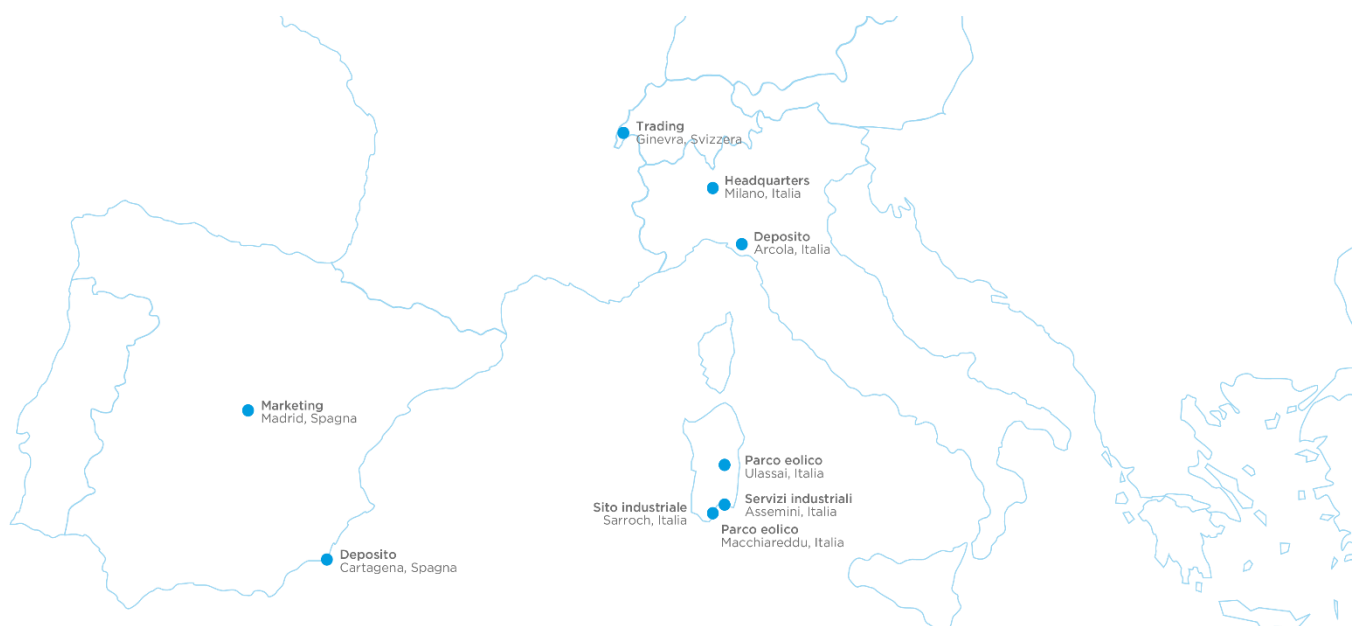 Trading
Ginevra, Svizzera
Headquarters
Milano, Italia
Deposito
Arcola, Italia
Marketing
Madrid, Spagna
Parco eolico
Ulassai, Italia
Servizi industriali
Assemini, Italia
Sito industriale
Sarroch, Italia
Parco eolico
Macchiareddu, Italia
Deposito
Cartagena, Spagna